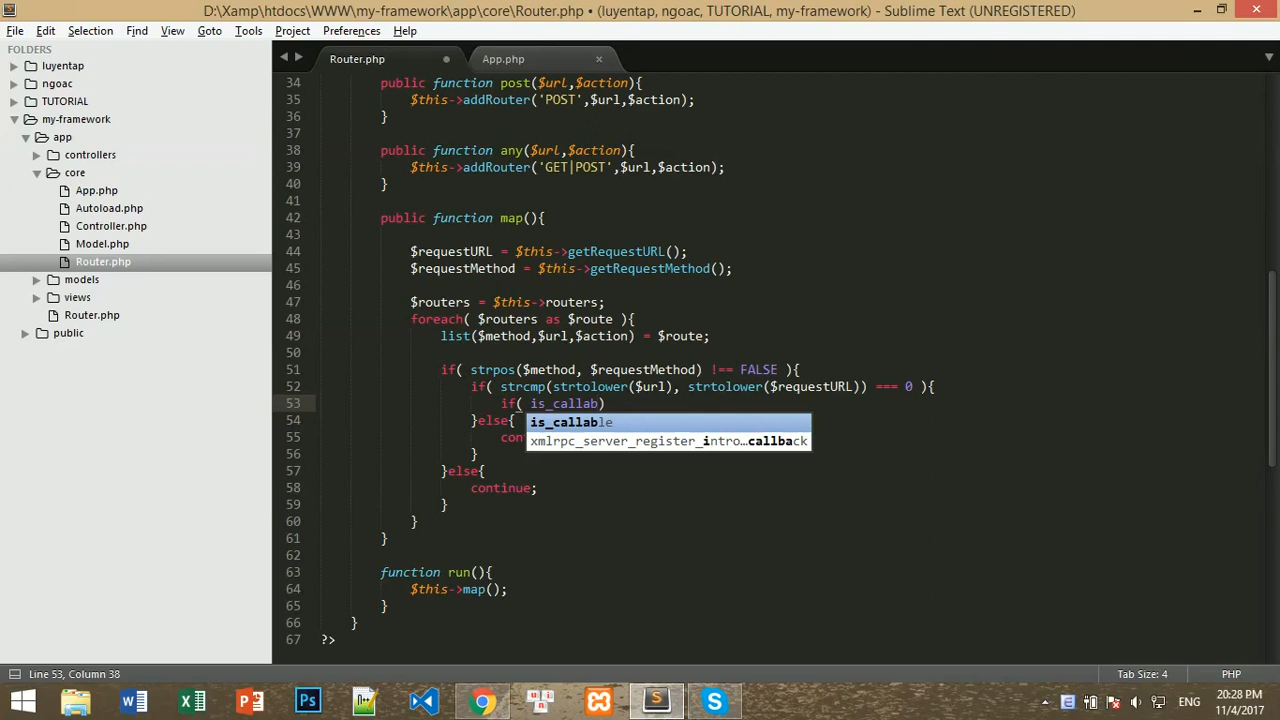 D:\Xamp\htdocs\WWW\my-framework\app\core\Router.php • (luyentap, ngoac, TUTORIAL, my-framework) - Sublime Text (UNREGISTERED)
File Edit Selection Find View Goto Tools Project Preferences Help
FOLDERS
luyentap
ngoac
TUTORIAL
my-framework
app
controllers
core
App.php
Autoload.php
Controller.php
Model.php
Router.php
models
views
Router.php
public
Router.php App.php
34 public function post($url,$action){
35 $this->addRouter('POST',$url,$action);
36 }
37
38 public function any($url,$action){
39 $this->addRouter('GET|POST',$url,$action);
40 }
41
42 public function map(){
43
44 $requestURL = $this->getRequestURL();
45 $requestMethod = $this->getRequestMethod();
46
47 $routers = $this->routers;
48 foreach( $routers as $route ){
49 list($method,$url,$action) = $route;
50
51 if( strpos($method, $requestMethod) !== FALSE ){
52 if( strcmp(strtolower($url), strtolower($requestURL)) === 0 ){
53 if( is_callab)
is_callable
xmlrpc_server_register_intro…callback
54 }else{
55 con
56 }
57 }else{
58 continue;
59 }
60 }
61 }
62
63 function run(){
64 $this->map();
65 }
66 }
67 ?>
Line 53, Column 38 Tab Size: 4 PHP
ENG
20:28 PM
11/4/2017